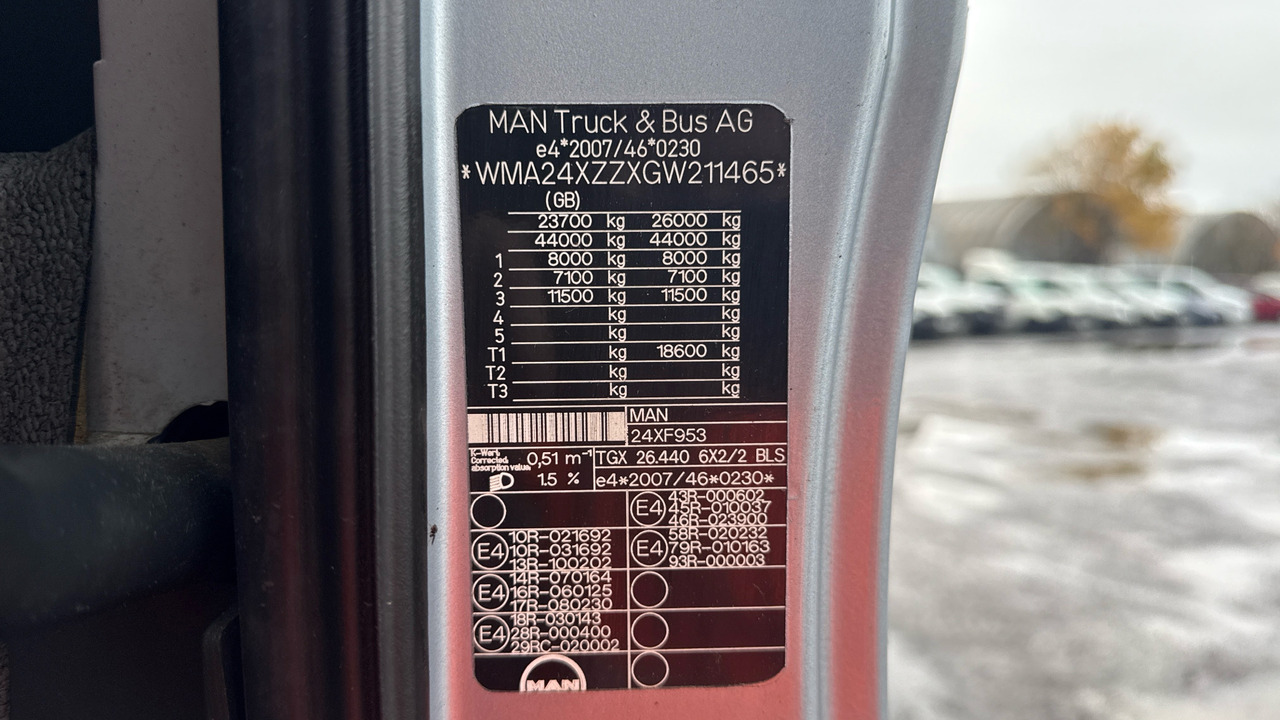 MAN Truck & Bus AG
e4*2007/46*0230
*WMA24XZZXGW211465*
(GB)
23700 kg 26000 kg
44000 kg 44000 kg
1 8000 kg 8000 kg
2 7100 kg 7100 kg
3 11500 kg 11500 kg
4 kg kg
5 kg kg
T1 kg 18600 kg
T2 kg kg
T3 kg kg
MAN
24XF953
K-Wert,
Corrected
absorption value
0,51 m⁻¹
1.5 %
TGX 26.440 6X2/2 BLS
e4*2007/46*0230*
E4
43R-000602
45R-010037
46R-023900
E4
10R-021692
10R-031692
13R-100202
E4
58R-020232
79R-010163
93R-000003
E4
14R-070164
16R-060125
17R-080230
E4
18R-030143
28R-000400
29RC-020002
MAN